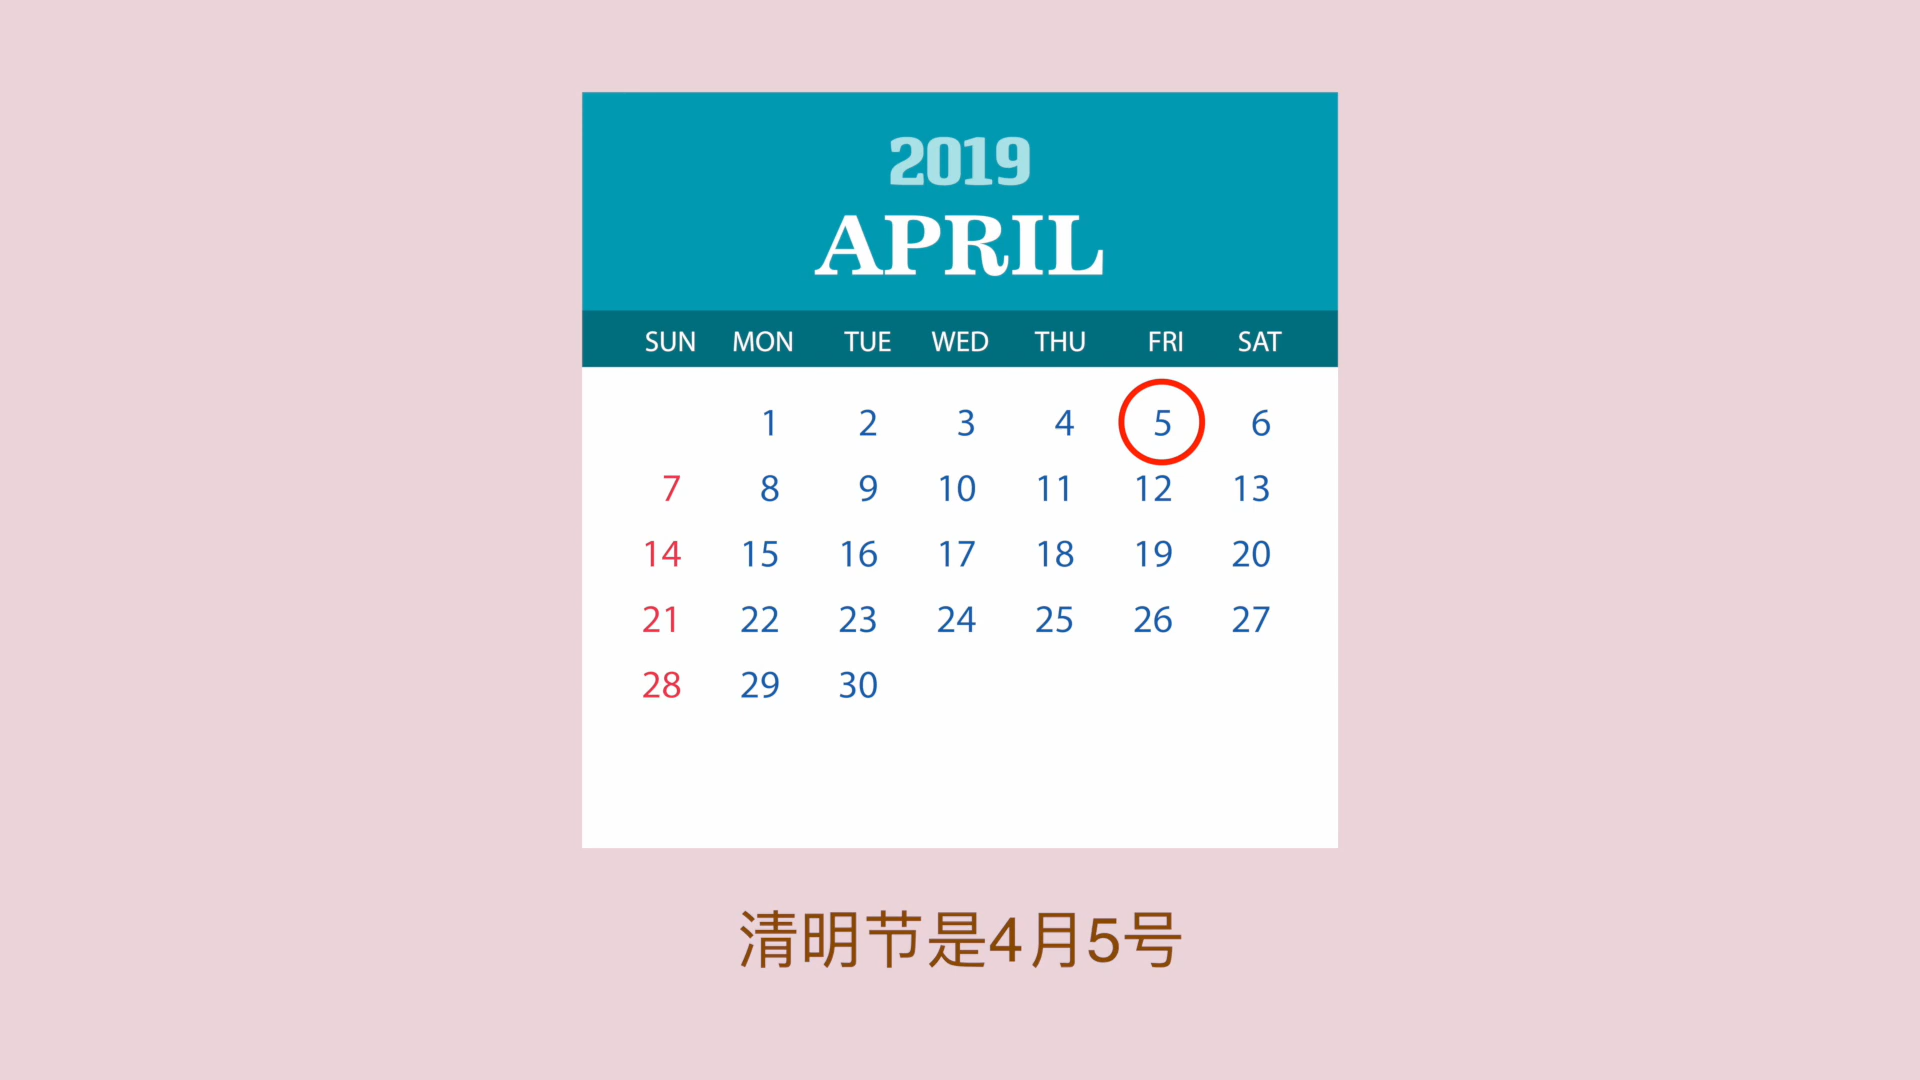 2019
APRIL
SUN MON TUE WED THU FRI SAT
1 2 3 4 5 6
7 8 9 10 11 12 13
14 15 16 17 18 19 20
21 22 23 24 25 26 27
28 29 30
清明节是4月5号